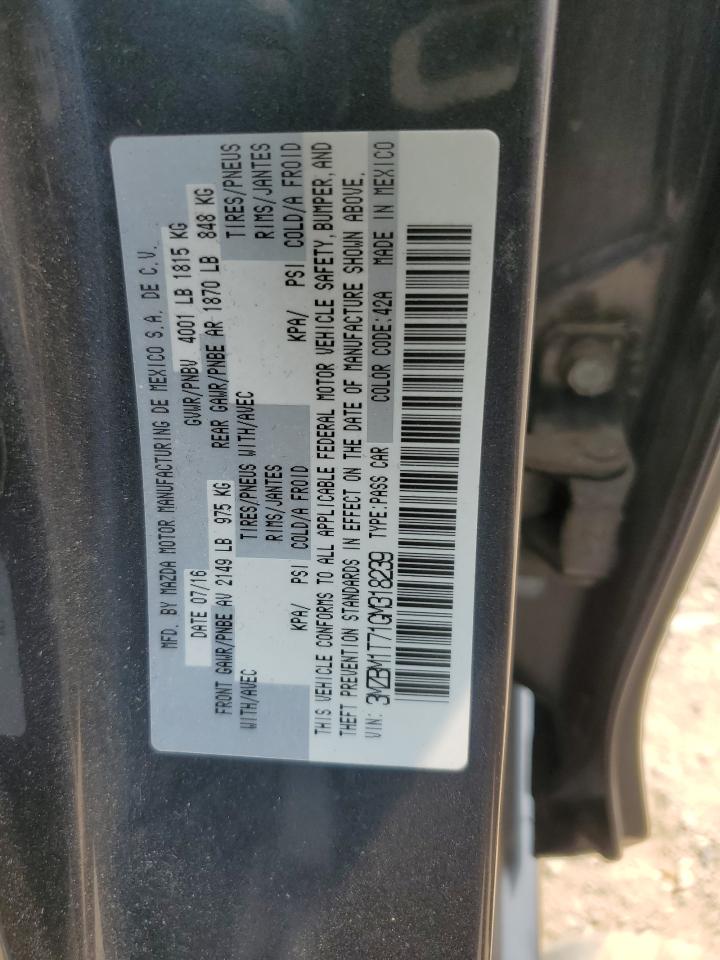 MFD. BY MAZDA MOTOR MANUFACTURING DE MEXICO S.A. DE C.V.
DATE 07/16 GVWR/PNBV 4001 LB 1815 KG
FRONT GAWR/PNBE AV 2149 LB 975 KG REAR GAWR/PNBE AR 1870 LB 848 KG
WITH/AVEC TIRES/PNEUS WITH/AVEC TIRES/PNEUS
RIMS/JANTES RIMS/JANTES
KPA/ PSI COLD/A FROID KPA/ PSI COLD/A FROID
THIS VEHICLE CONFORMS TO ALL APPLICABLE FEDERAL MOTOR VEHICLE SAFETY, BUMPER, AND
THEFT PREVENTION STANDARDS IN EFFECT ON THE DATE OF MANUFACTURE SHOWN ABOVE.
VIN: 3MZBM1T71GM318239 TYPE:PASS CAR COLOR CODE:42A MADE IN MEXICO